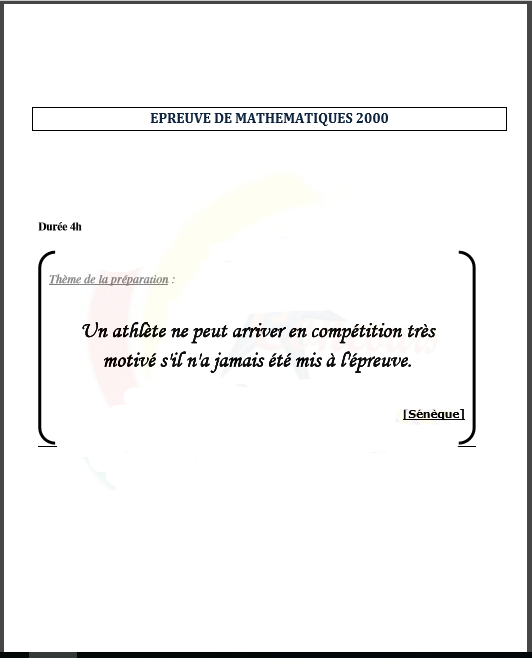 EPREUVE DE MATHEMATIQUES 2000
Durée 4h
Thème de la préparation :
Un athlète ne peut arriver en compétition très
motivé s'il n'a jamais été mis à l'épreuve.
[Sénèque]